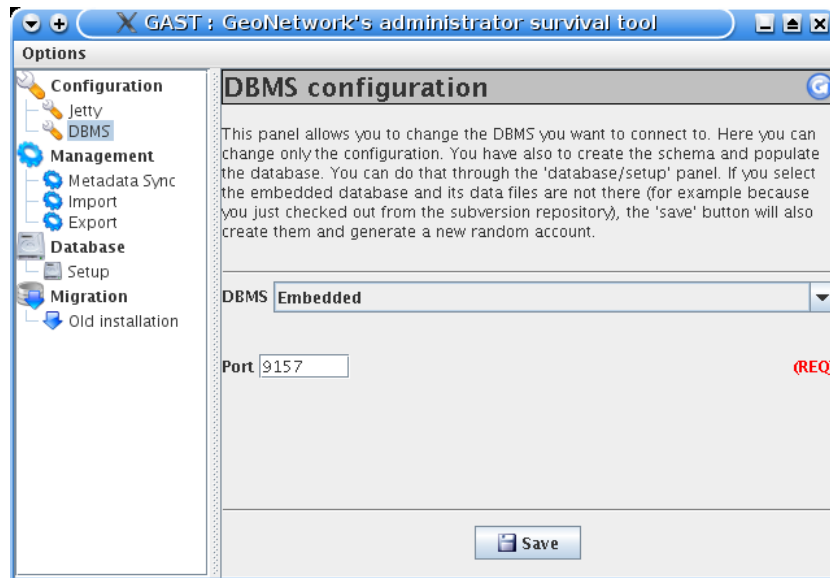 GAST : GeoNetwork's administrator survival tool
Options
Configuration
Jetty
DBMS
Management
Metadata Sync
Import
Export
Database
Setup
Migration
Old installation
DBMS configuration
This panel allows you to change the DBMS you want to connect to. Here you can
change only the configuration. You have also to create the schema and populate
the database. You can do that through the 'database/setup' panel. If you select
the embedded database and its data files are not there (for example because
you just checked out from the subversion repository), the 'save' button will also
create them and generate a new random account.
DBMS Embedded
Port 9157 (REQ)
Save